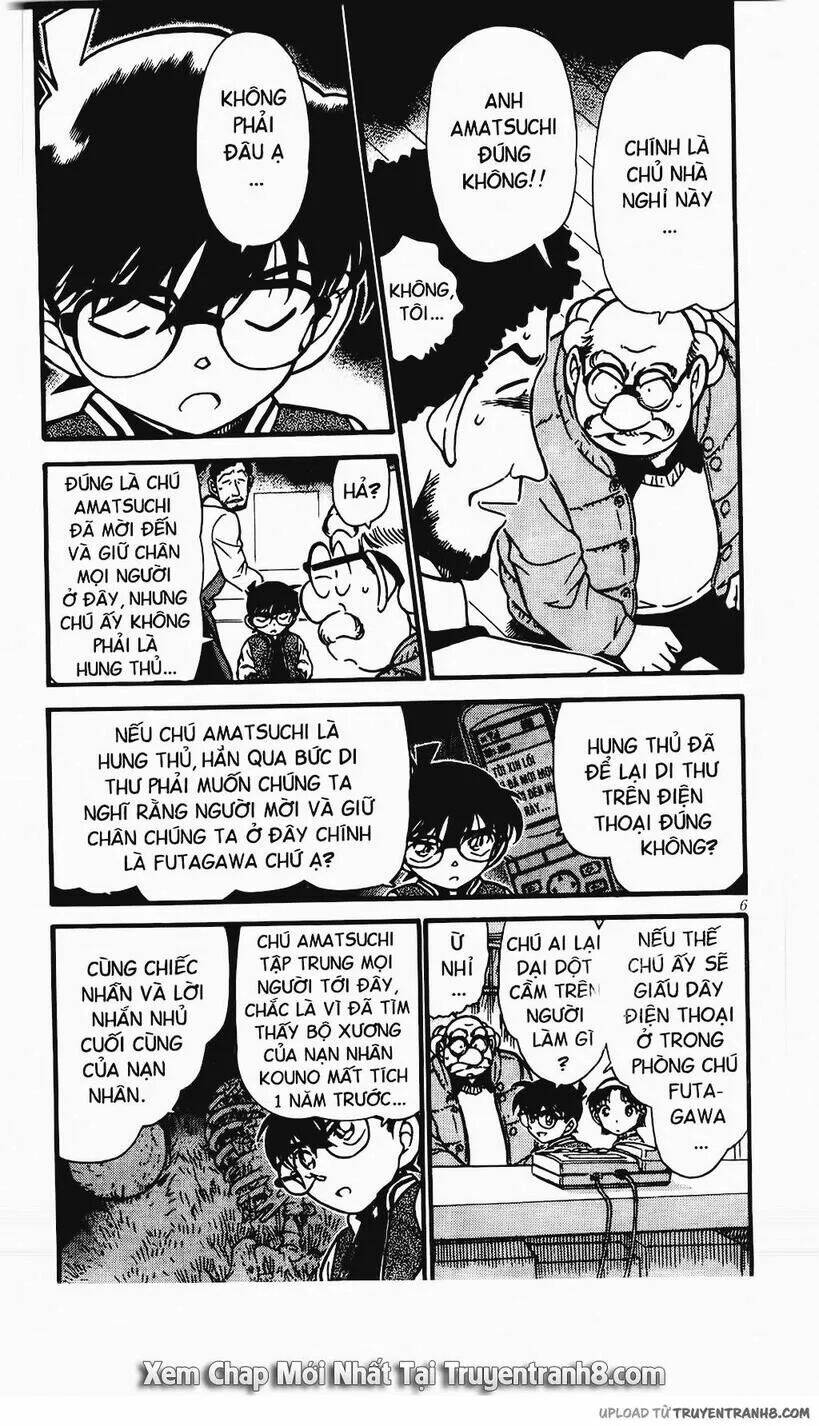 CHÍNH LÀ
CHỦ NHÀ
NGHỈ NÀY
...
ANH
AMATSUCHI
ĐÚNG
KHÔNG!!
KHÔNG,
TÔI...
KHÔNG
PHẢI
ĐÂU Ạ
...
HẢ?
ĐÚNG LÀ CHÚ
AMATSUCHI
ĐÃ MỜI ĐẾN
VÀ GIỮ CHÂN
MỌI NGƯỜI
Ở ĐÂY, NHƯNG
CHÚ ẤY KHÔNG
PHẢI LÀ
HUNG THỦ...
HUNG THỦ ĐÃ
ĐỂ LẠI DI THƯ
TRÊN ĐIỆN
THOẠI ĐÚNG
KHÔNG?
TÔI XIN LỖI
NẾU CHÚ AMATSUCHI LÀ
HUNG THỦ, HẮN QUA BỨC DI
THƯ PHẢI MUỐN CHÚNG TA
NGHĨ RẰNG NGƯỜI MỜI VÀ GIỮ
CHÂN CHÚNG TA Ở ĐÂY CHÍNH
LÀ FUTAGAWA CHỨ Ạ?
6
NẾU THẾ
CHÚ ẤY SẼ
GIẤU DÂY
ĐIỆN THOẠI
Ở TRONG
PHÒNG CHÚ
FUTA-
GAWA
...
CHÚ AI LẠI
DẠI DỘT
CẦM TRÊN
NGƯỜI
LÀM GÌ
?
Ừ
NHỈ
...
CHÚ AMATSUCHI
TẬP TRUNG MỌI
NGƯỜI TỚI ĐÂY,
CHẮC LÀ VÌ ĐÃ TÌM
THẤY BỘ XƯƠNG
CỦA NẠN NHÂN
KOUNO MẤT TÍCH
1 NĂM TRƯỚC...
CÙNG CHIẾC
NHẪN VÀ LỜI
NHẮN NHỦ
CUỐI CÙNG
CỦA NẠN
NHÂN.
Xem Chap Mới Nhất Tại Truyentranh8.com
UPLOAD TỪ TRUYENTRANH8.COM